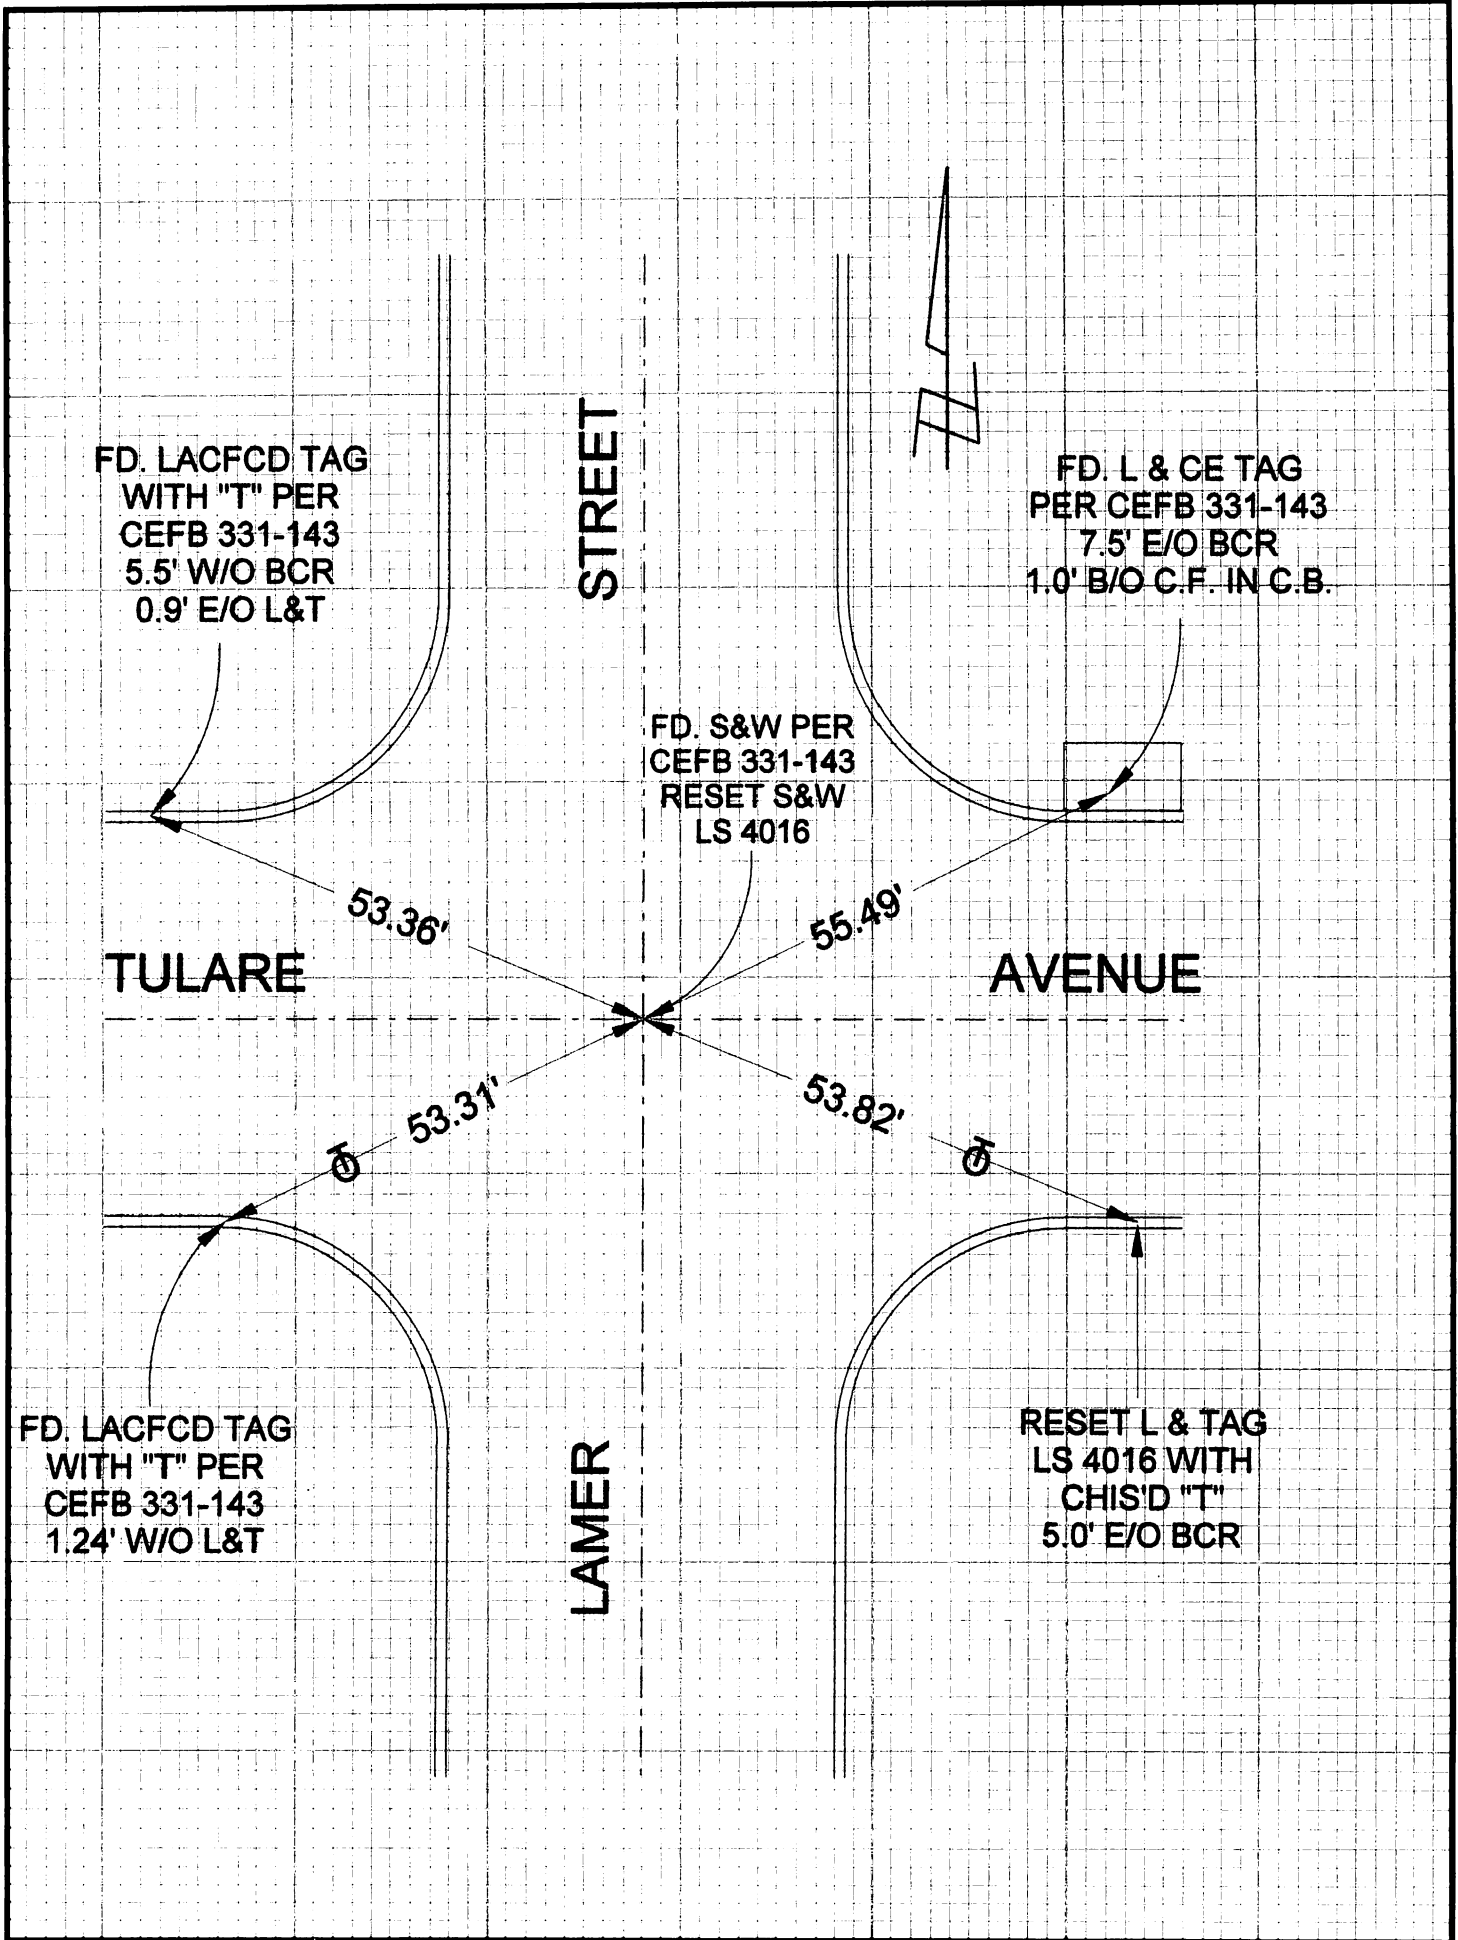 FD. LACFCD TAG
WITH "T" PER
CEFB 331-143
5.5' W/O BCR
0.9' E/O L&T
STREET
FD. L & CE TAG
PER CEFB 331-143
7.5' E/O BCR
1.0' B/O C.F. IN C.B.
FD. S&W PER
CEFB 331-143
RESET S&W
LS 4016
53.36'
55.49'
TULARE
AVENUE
53.31'
53.82'
FD. LACFCD TAG
WITH "T" PER
CEFB 331-143
1.24' W/O L&T
LAMER
RESET L & TAG
LS 4016 WITH
CHIS'D "T"
5.0' E/O BCR